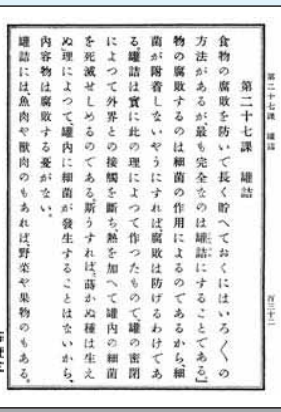 第二十七課 罐詰
百三十二
第二十七課 罐詰
食物の腐敗を防いで長く貯へておくにはいろ〱の
方法があるが、最も完全なのは罐詰にすることである。
物の腐敗するのは細菌の作用によるのであるから、細
菌が附着しないやうにすれば、腐敗は防げるわけであ
る。罐詰は實に此の理によつて作つたもので、罐の密閉
によつて外界との接觸を斷ち、熱を加へて罐内の細菌
を死滅せしめるのである。斯うすれば、「蒔かぬ種は生え
ぬ」理によつて、罐内に細菌が發生することはないから、
内容物は腐敗する憂がない。
罐詰には、魚肉や獸肉のもあれば、野菜や果物のもある。